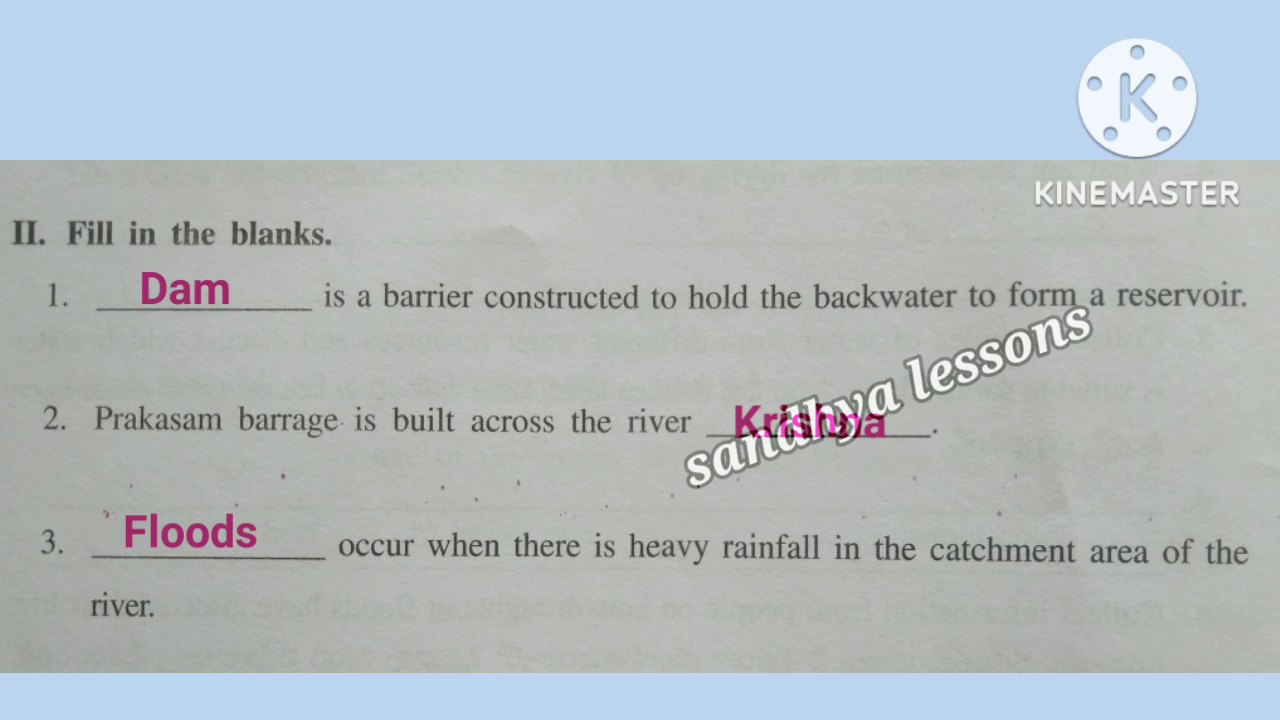 KINEMASTER
II. Fill in the blanks.
1. Dam is a barrier constructed to hold the backwater to form a reservoir.
sandhya lessons
2. Prakasam barrage is built across the river Krishna.
3. Floods occur when there is heavy rainfall in the catchment area of the
river.